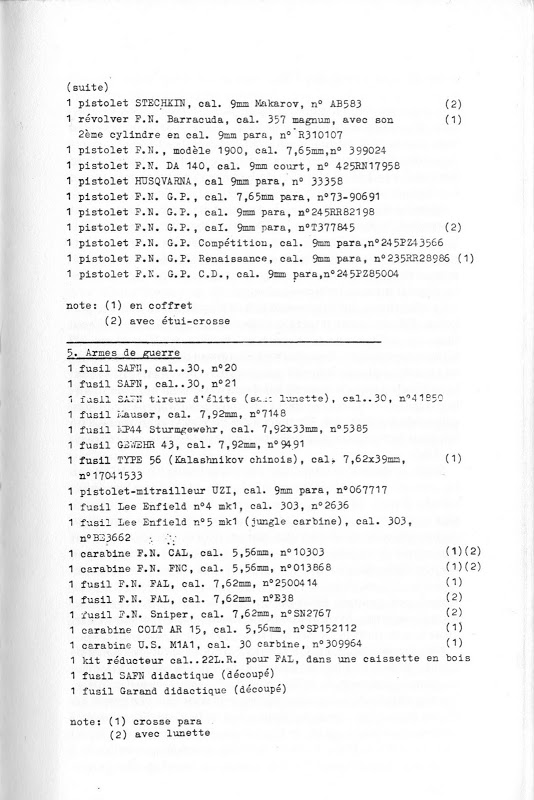 (suite)
1 pistolet STECHKIN, cal. 9mm Makarov, n° AB583 (2)
1 révolver F.N. Barracuda, cal. 357 magnum, avec son (1)
2ème cylindre en cal. 9mm para, n° R310107
1 pistolet F.N., modèle 1900, cal. 7,65mm,n° 399024
1 pistolet F.N. DA 140, cal. 9mm court, n° 425RN17958
1 pistolet HUSQVARNA, cal 9mm para, n° 33358
1 pistolet F.N. G.P., cal. 7,65mm para, n°73-90691
1 pistolet F.N. G.P., cal. 9mm para, n°245RR82198
1 pistolet F.N. G.P., cal. 9mm para, n°T377845 (2)
1 pistolet F.N. G.P. Compétition, cal. 9mm para,n°245PZ43566
1 pistolet F.N. G.P. Renaissance, cal. 9mm para, n°235RR28986 (1)
1 pistolet F.N. G.P. C.D., cal. 9mm para,n°245PZ85004
note: (1) en coffret
(2) avec étui-crosse
5. Armes de guerre
1 fusil SAFN, cal..30, n°20
1 fusil SAFN, cal..30, n°21
1 fusil SAFN tireur d'élite (sans lunette), cal..30, n°41850
1 fusil Mauser, cal. 7,92mm, n°7148
1 fusil MP44 Sturmgewehr, cal. 7,92x33mm, n°5385
1 fusil GEWEHR 43, cal. 7,92mm, n°9491
1 fusil TYPE 56 (Kalashnikov chinois), cal. 7,62x39mm, (1)
n°17041533
1 pistolet-mitrailleur UZI, cal. 9mm para, n°067717
1 fusil Lee Enfield n°4 mk1, cal. 303, n°2636
1 fusil Lee Enfield n°5 mk1 (jungle carbine), cal. 303,
n°BE3662
1 carabine F.N. CAL, cal. 5,56mm, n°10303 (1)(2)
1 carabine F.N. FNC, cal. 5,56mm, n°013868 (1)(2)
1 fusil F.N. FAL, cal. 7,62mm, n°2500414 (1)
1 fusil F.N. FAL, cal. 7,62mm, n°E38 (2)
1 fusil F.N. Sniper, cal. 7,62mm, n°SN2767 (2)
1 carabine COLT AR 15, cal. 5,56mm, n°SP152112 (1)
1 carabine U.S. M1A1, cal. 30 carbine, n°309964 (1)
1 kit réducteur cal..22L.R. pour FAL, dans une caissette en bois
1 fusil SAFN didactique (découpé)
1 fusil Garand didactique (découpé)
note: (1) crosse para
(2) avec lunette